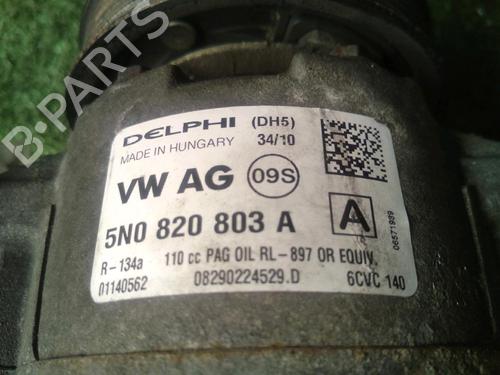 B-PARTS
DELPHI (DH5)
MADE IN HUNGARY 34/10
VW AG 09S
5N0 820 803 A A
06571939
R-134a 110 cc PAG OIL RL-897 OR EQUIV.
01140562 08290224529.D 6CVC 140